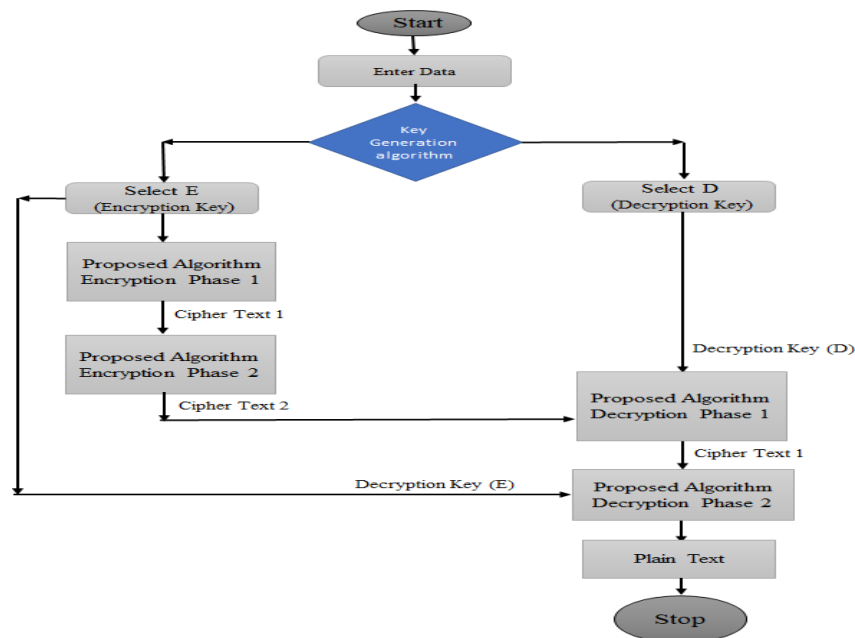 Start
Enter Data
Key
Generation
algorithm
Select E
(Encryption Key)
Select D
(Decryption Key)
Proposed Algorithm
Encryption Phase 1
Cipher Text 1
Proposed Algorithm
Encryption Phase 2
Decryption Key (D)
Cipher Text 2
Proposed Algorithm
Decryption Phase 1
Cipher Text 1
Decryption Key (E)
Proposed Algorithm
Decryption Phase 2
Plain Text
Stop